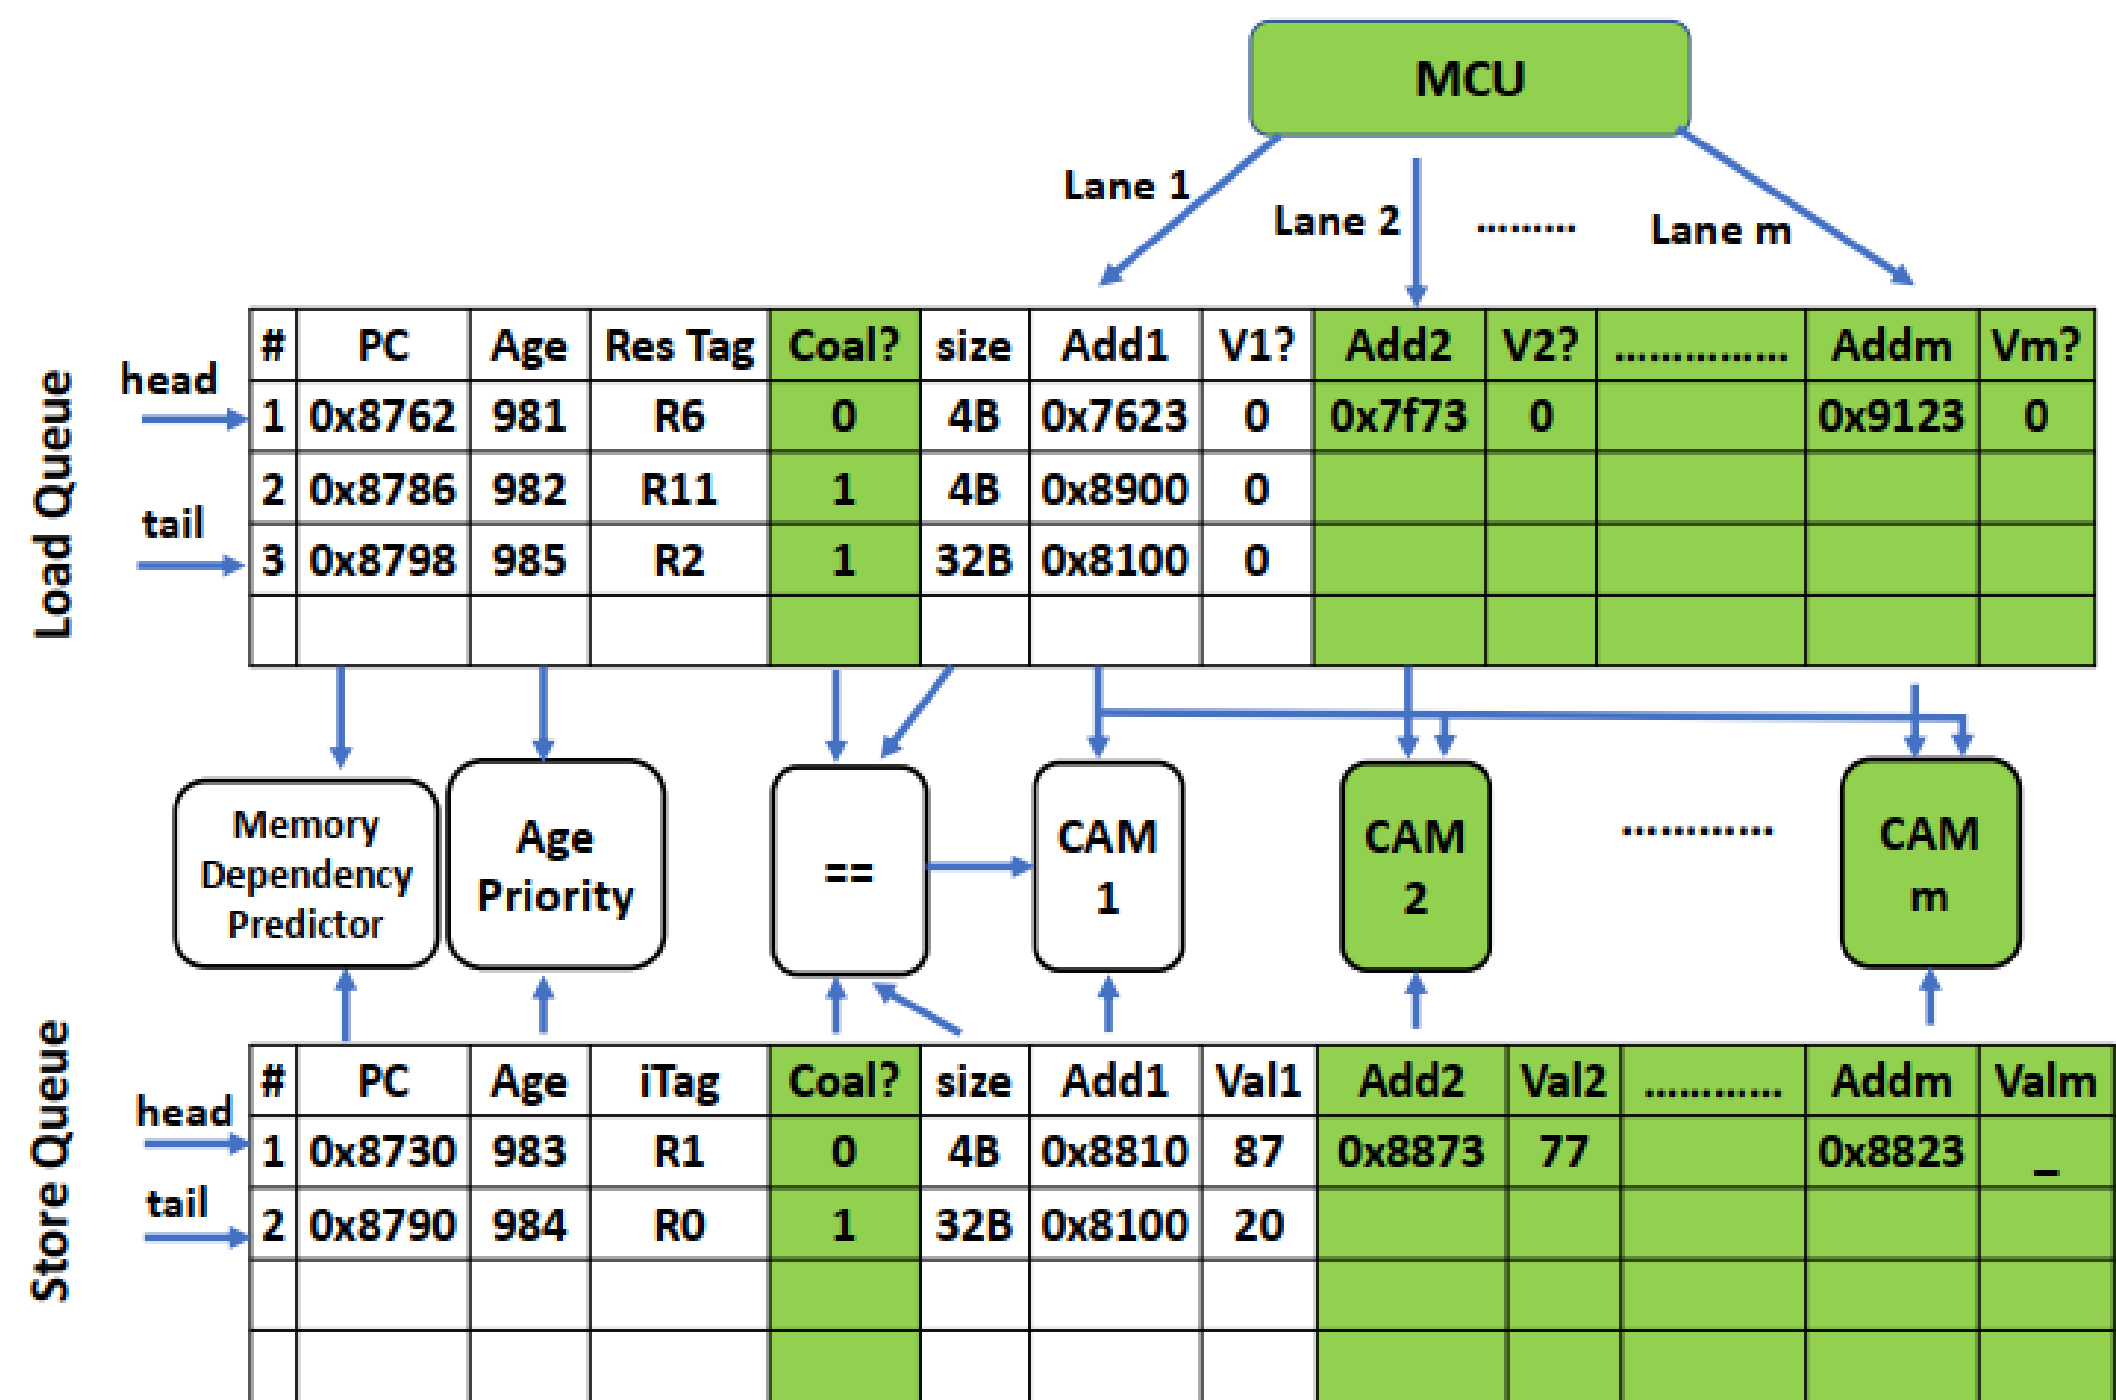 MCU
Lane 1
Lane 2
.........
Lane m
Load Queue
head
tail
# PC Age Res Tag Coal? size Add1 V1? Add2 V2? ............... Addm Vm?
1 0x8762 981 R6 0 4B 0x7623 0 0x7f73 0 0x9123 0
2 0x8786 982 R11 1 4B 0x8900 0
3 0x8798 985 R2 1 32B 0x8100 0
Memory
Dependency
Predictor
Age
Priority
==
CAM
1
CAM
2
.............
CAM
m
Store Queue
head
tail
# PC Age iTag Coal? size Add1 Val1 Add2 Val2 ............ Addm Valm
1 0x8730 983 R1 0 4B 0x8810 87 0x8873 77 0x8823 _
2 0x8790 984 R0 1 32B 0x8100 20